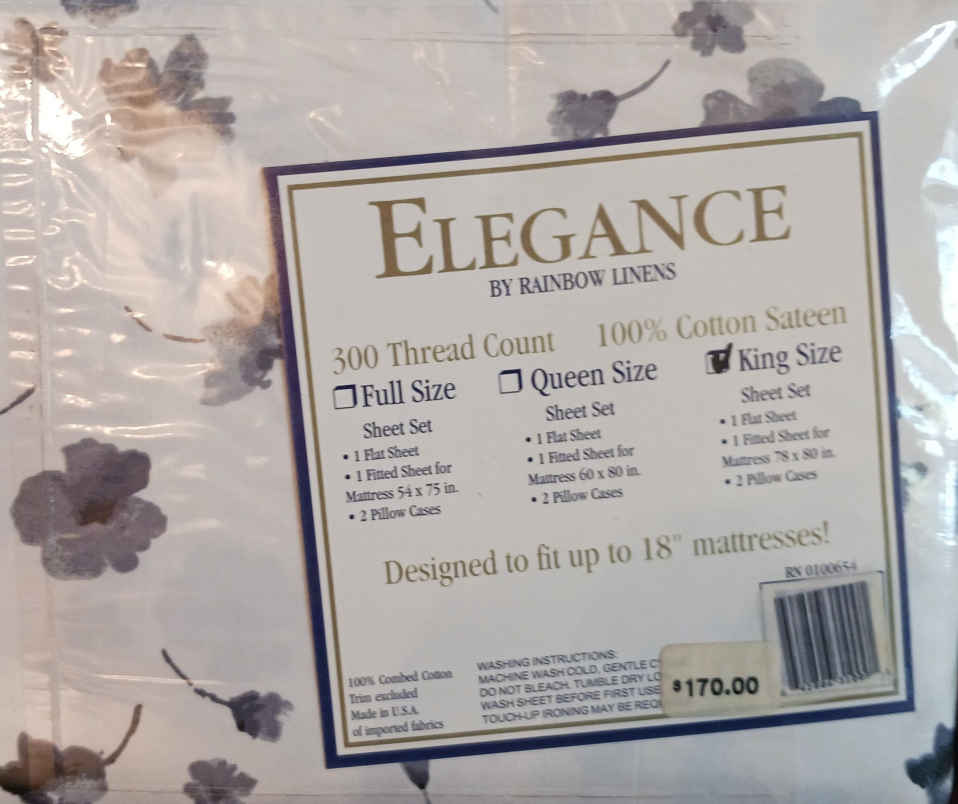 ELEGANCE
BY RAINBOW LINENS
300 Thread Count 100% Cotton Sateen
Full Size
Sheet Set
• 1 Flat Sheet
• 1 Fitted Sheet for
Mattress 54 x 75 in.
• 2 Pillow Cases
Queen Size
Sheet Set
• 1 Flat Sheet
• 1 Fitted Sheet for
Mattress 60 x 80 in.
• 2 Pillow Cases
King Size
Sheet Set
• 1 Flat Sheet
• 1 Fitted Sheet for
Mattress 78 x 80 in.
• 2 Pillow Cases
Designed to fit up to 18" mattresses!
RN 0100654
100% Combed Cotton
Trim excluded
Made in U.S.A.
of imported fabrics
WASHING INSTRUCTIONS:
MACHINE WASH COLD, GENTLE
DO NOT BLEACH. TUMBLE DRY
WASH SHEET BEFORE FIRST USE
TOUCH-UP IRONING MAY BE
$170.00